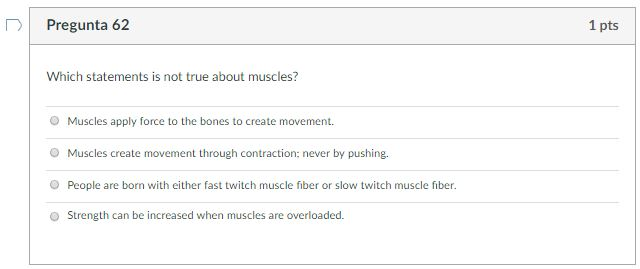 Pregunta 62
1 pts
Which statements is not true about muscles?
Muscles apply force to the bones to create movement.
Muscles create movement through contraction; never by pushing.
People are born with either fast twitch muscle fiber or slow twitch muscle fiber.
Strength can be increased when muscles are overloaded.